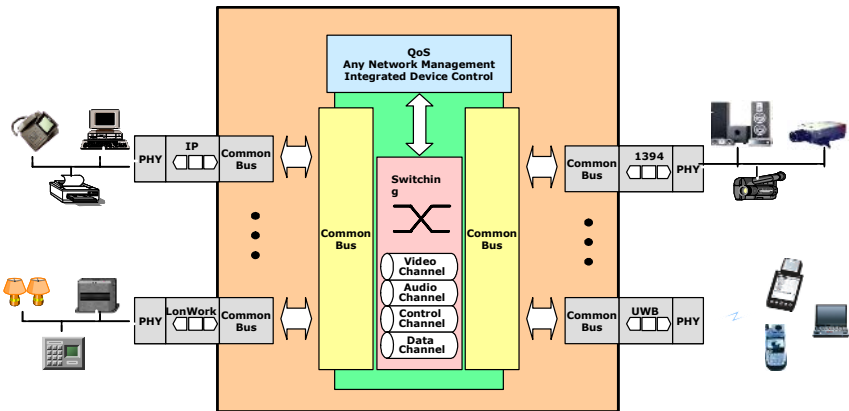 QoS
Any Network Management
Integrated Device Control
PHY
IP
Common
Bus
Common
Bus
Switchin
g
Common
Bus
Common
Bus
1394
PHY
Video
Channel
Audio
Channel
Control
Channel
Data
Channel
PHY
LonWork
Common
Bus
Common
Bus
UWB
PHY